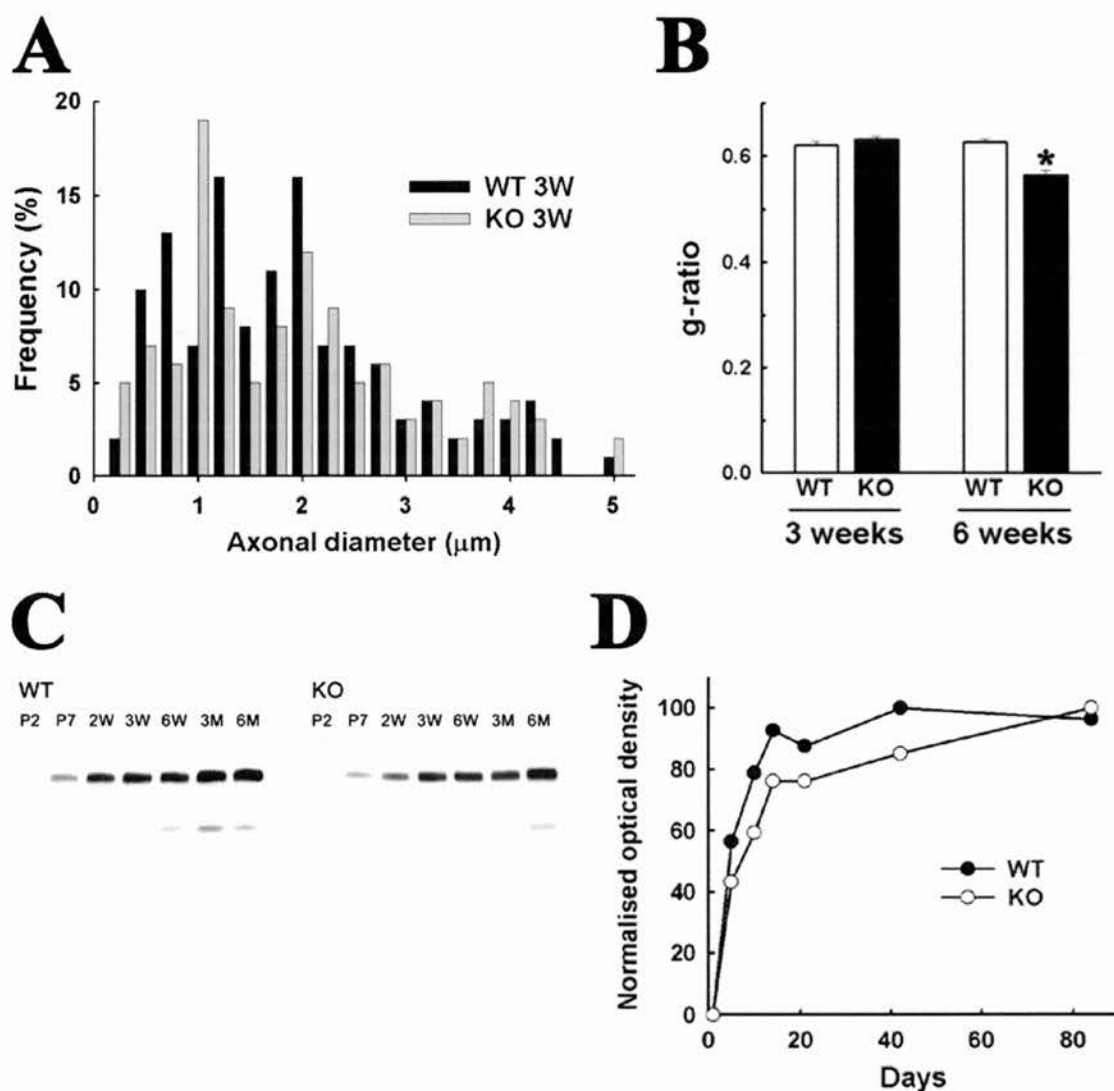 A
Frequency (%)
20
15
10
5
0
WT 3W
KO 3W
0 1 2 3 4 5
Axonal diameter (μm)
B
g-ratio
0.6
0.4
0.2
0.0
*
WT KO WT KO
3 weeks 6 weeks
C
WT
P2 P7 2W 3W 6W 3M 6M
KO
P2 P7 2W 3W 6W 3M 6M
D
Normalised optical density
100
80
60
40
20
0
WT
KO
0 20 40 60 80
Days